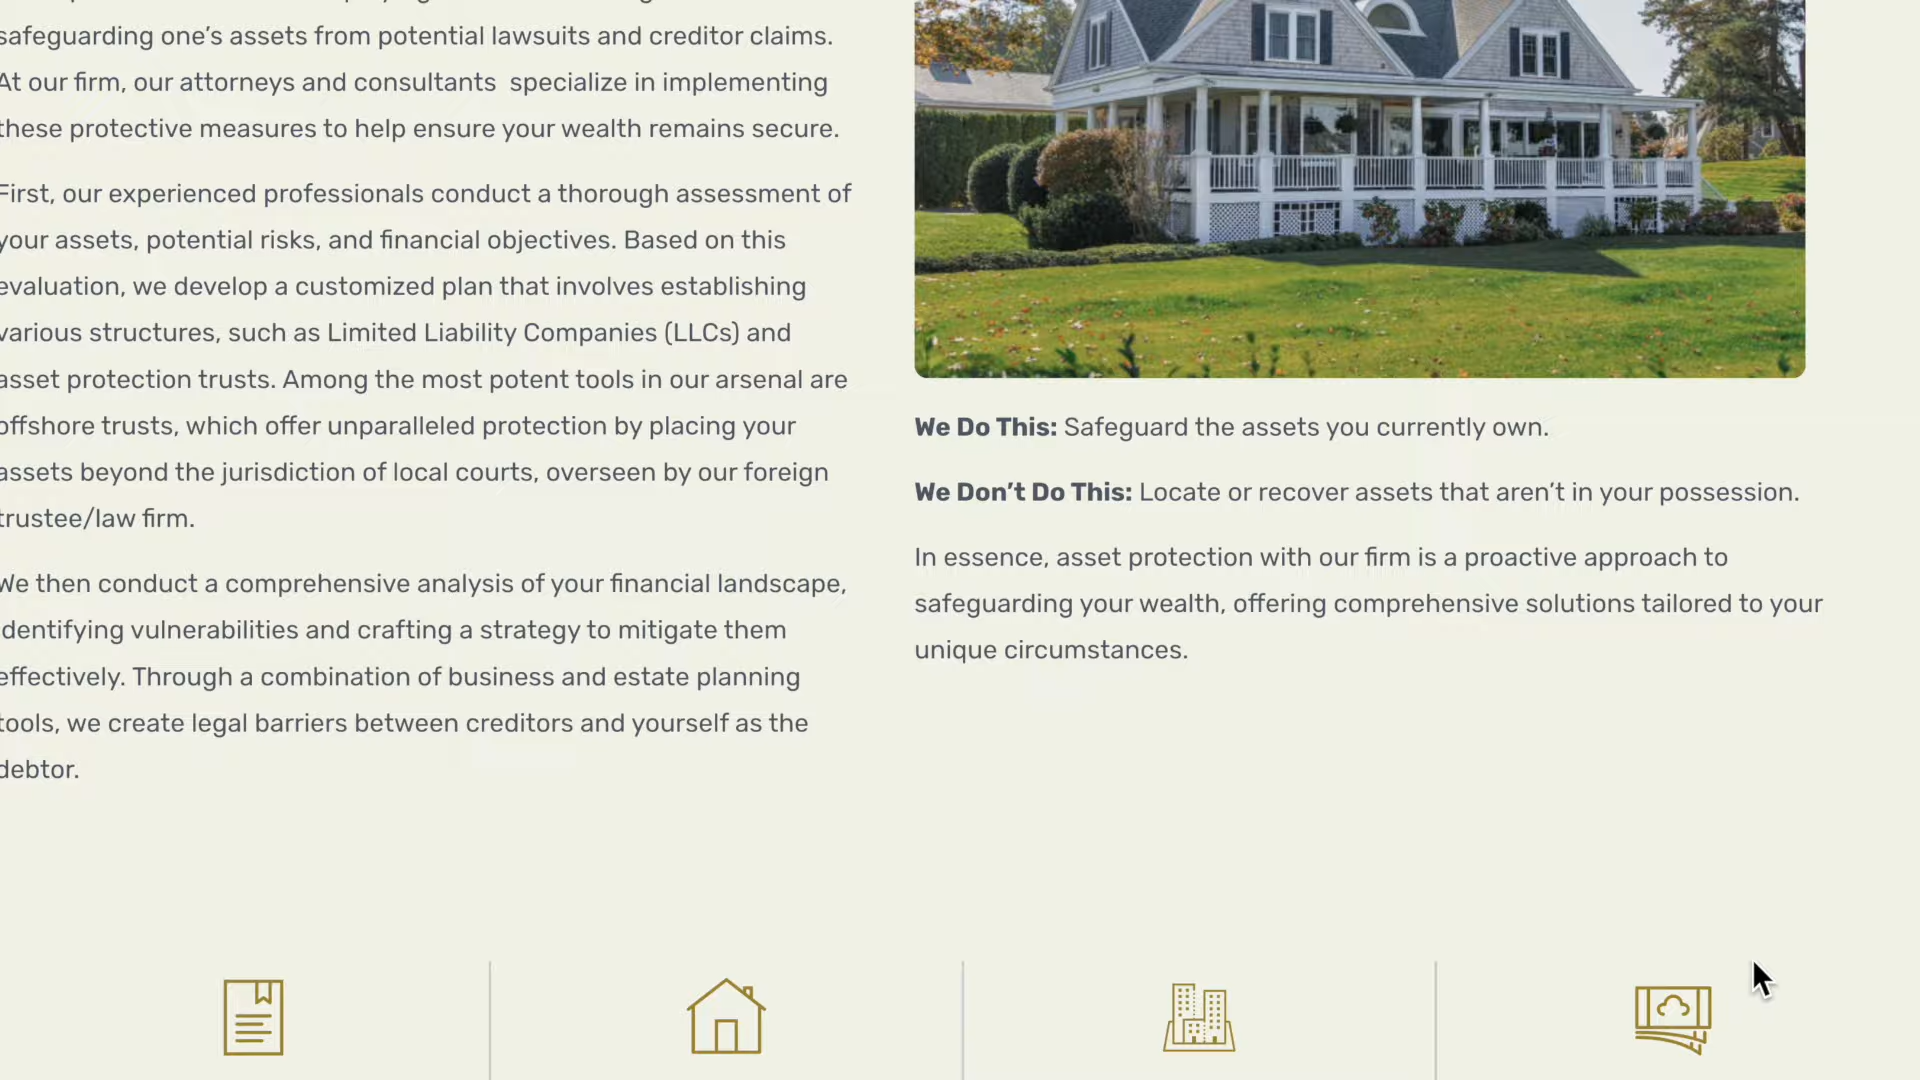 safeguarding one's assets from potential lawsuits and creditor claims.
At our firm, our attorneys and consultants  specialize in implementing
these protective measures to help ensure your wealth remains secure.
First, our experienced professionals conduct a thorough assessment of
your assets, potential risks, and financial objectives. Based on this
evaluation, we develop a customized plan that involves establishing
various structures, such as Limited Liability Companies (LLCs) and
asset protection trusts. Among the most potent tools in our arsenal are
offshore trusts, which offer unparalleled protection by placing your
assets beyond the jurisdiction of local courts, overseen by our foreign
trustee/law firm.
We then conduct a comprehensive analysis of your financial landscape,
identifying vulnerabilities and crafting a strategy to mitigate them
effectively. Through a combination of business and estate planning
tools, we create legal barriers between creditors and yourself as the
debtor.
We Do This: Safeguard the assets you currently own.
We Don't Do This: Locate or recover assets that aren't in your possession.
In essence, asset protection with our firm is a proactive approach to
safeguarding your wealth, offering comprehensive solutions tailored to your
unique circumstances.